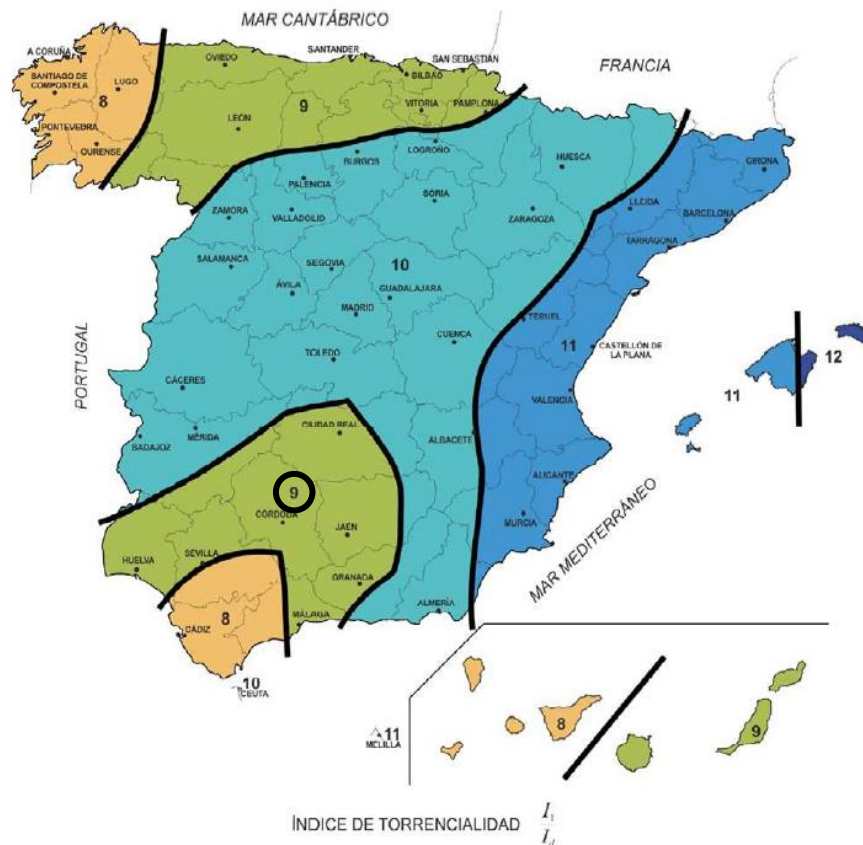 MAR CANTÁBRICO
A CORUÑA
SANTIAGO DE
COMPOSTELA
LUGO
8
PONTEVEDRA
OURENSE
OVIEDO
SANTANDER
SAN SEBASTIÁN
BILBAO
FRANCIA
9
LEÓN
VITORIA
PAMPLONA
LOGROÑO
BURGOS
HUESCA
GIRONA
PALENCIA
ZAMORA
VALLADOLID
SORIA
ZARAGOZA
LLEIDA
BARCELONA
TARRAGONA
SALAMANCA
SEGOVIA
10
ÁVILA
GUADALAJARA
MADRID
TERUEL
PORTUGAL
CUENCA
11
CASTELLÓN DE
LA PLANA
12
11
TOLEDO
CÁCERES
VALENCIA
BADAJOZ
MÉRIDA
CIUDAD REAL
ALBACETE
ALICANTE
MURCIA
MAR MEDITERRÁNEO
9
CÓRDOBA
JAEN
HUELVA
SEVILLA
GRANADA
8
CÁDIZ
MÁLAGA
ALMERÍA
10
CEUTA
11
MELILLA
8
9
ÍNDICE DE TORRENCIALIDAD I₁
I_d